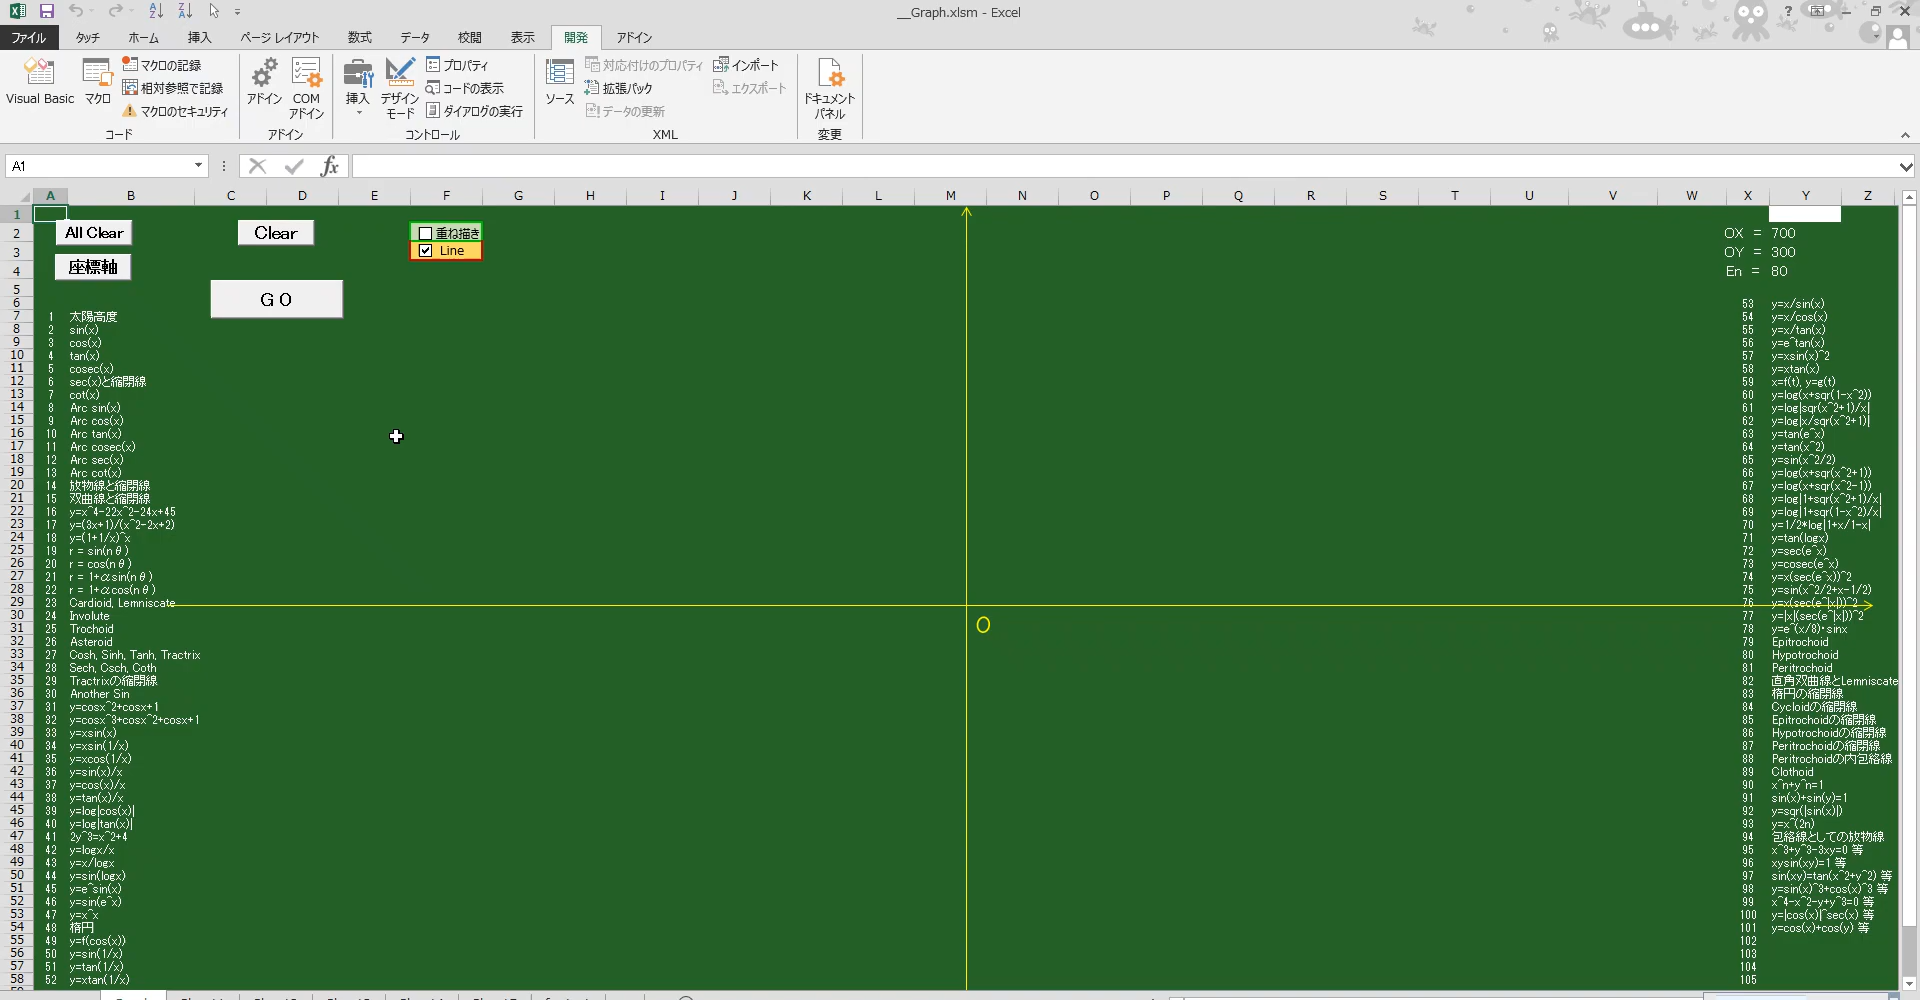 __Graph.xlsm - Excel
ファイル タッチ ホーム 挿入 ページ レイアウト 数式 データ 校閲 表示 開発 アドイン
Visual Basic
マクロ
マクロの記録
相対参照で記録
マクロのセキュリティ
コード
アドイン
COM
アドイン
アドイン
挿入
デザイン
モード
プロパティ
コードの表示
ダイアログの実行
コントロール
ソース
対応付けのプロパティ
拡張パック
データの更新
インポート
エクスポート
XML
ドキュメント
パネル
変更
A1
fx
A B C D E F G H I J K L M N O P Q R S T U V W X Y Z
All Clear
Clear
座標軸
G O
重ね描き
Line
OX = 700
OY = 300
En = 80
O
1 太陽高度
2 sin(x)
3 cos(x)
4 tan(x)
5 cosec(x)
6 sec(x)と縮閉線
7 cot(x)
8 Arc sin(x)
9 Arc cos(x)
10 Arc tan(x)
11 Arc cosec(x)
12 Arc sec(x)
13 Arc cot(x)
14 放物線と縮閉線
15 双曲線と縮閉線
16 y=x^4-22x^2-24x+45
17 y=(3x+1)/(x^2-2x+2)
18 y=(1+1/x)^x
19 r = sin(nθ)
20 r = cos(nθ)
21 r = 1+αsin(nθ)
22 r = 1+αcos(nθ)
23 Cardioid, Lemniscate
24 Involute
25 Trochoid
26 Asteroid
27 Cosh, Sinh, Tanh, Tractrix
28 Sech, Csch, Coth
29 Tractrixの縮閉線
30 Another Sin
31 y=cosx^2+cosx+1
32 y=cosx^3+cosx^2+cosx+1
33 y=xsin(x)
34 y=xsin(1/x)
35 y=xcos(1/x)
36 y=sin(x)/x
37 y=cos(x)/x
38 y=tan(x)/x
39 y=log|cos(x)|
40 y=log|tan(x)|
41 2y^3=x^2+4
42 y=logx/x
43 y=x/logx
44 y=sin(logx)
45 y=e^sin(x)
46 y=sin(e^x)
47 y=x^x
48 楕円
49 y=f(cos(x))
50 y=sin(1/x)
51 y=tan(1/x)
52 y=xtan(1/x)
53 y=x/sin(x)
54 y=x/cos(x)
55 y=x/tan(x)
56 y=e^tan(x)
57 y=xsin(x)^2
58 y=xtan(x)
59 x=f(t), y=g(t)
60 y=log(x+sqr(1-x^2))
61 y=log|sqr(x^2+1)/x|
62 y=log|x/sqr(x^2+1)|
63 y=tan(e^x)
64 y=tan(x^2)
65 y=sin(x^2/2)
66 y=log(x+sqr(x^2+1))
67 y=log(x+sqr(x^2-1))
68 y=log|1+sqr(x^2+1)/x|
69 y=log|1+sqr(1-x^2)/x|
70 y=1/2*log|1+x/1-x|
71 y=tan(logx)
72 y=sec(e^x)
73 y=cosec(e^x)
74 y=x(sec(e^x))^2
75 y=sin(x^2/2+x-1/2)
76 y=x(sec(e^|x|))^2
77 y=|x|(sec(e^|x|))^2
78 y=e^(x/8)・sinx
79 Epitrochoid
80 Hypotrochoid
81 Peritrochoid
82 直角双曲線とLemniscate
83 楕円の縮閉線
84 Cycloidの縮閉線
85 Epitrochoidの縮閉線
86 Hypotrochoidの縮閉線
87 Peritrochoidの縮閉線
88 Peritrochoidの内包絡線
89 Clothoid
90 x^n+y^n=1
91 sin(x)+sin(y)=1
92 y=sqr(|sin(x)|)
93 y=x^(2n)
94 包絡線としての放物線
95 x^3+y^3-3xy=0 等
96 xysin(xy)=1 等
97 sin(xy)=tan(x^2+y^2) 等
98 y=sin(x)^3+cos(x)^3 等
99 x^4-x^2-y+y^3=0 等
100 y=|cos(x)|^sec(x) 等
101 y=cos(x)+cos(y) 等
102
103
104
105